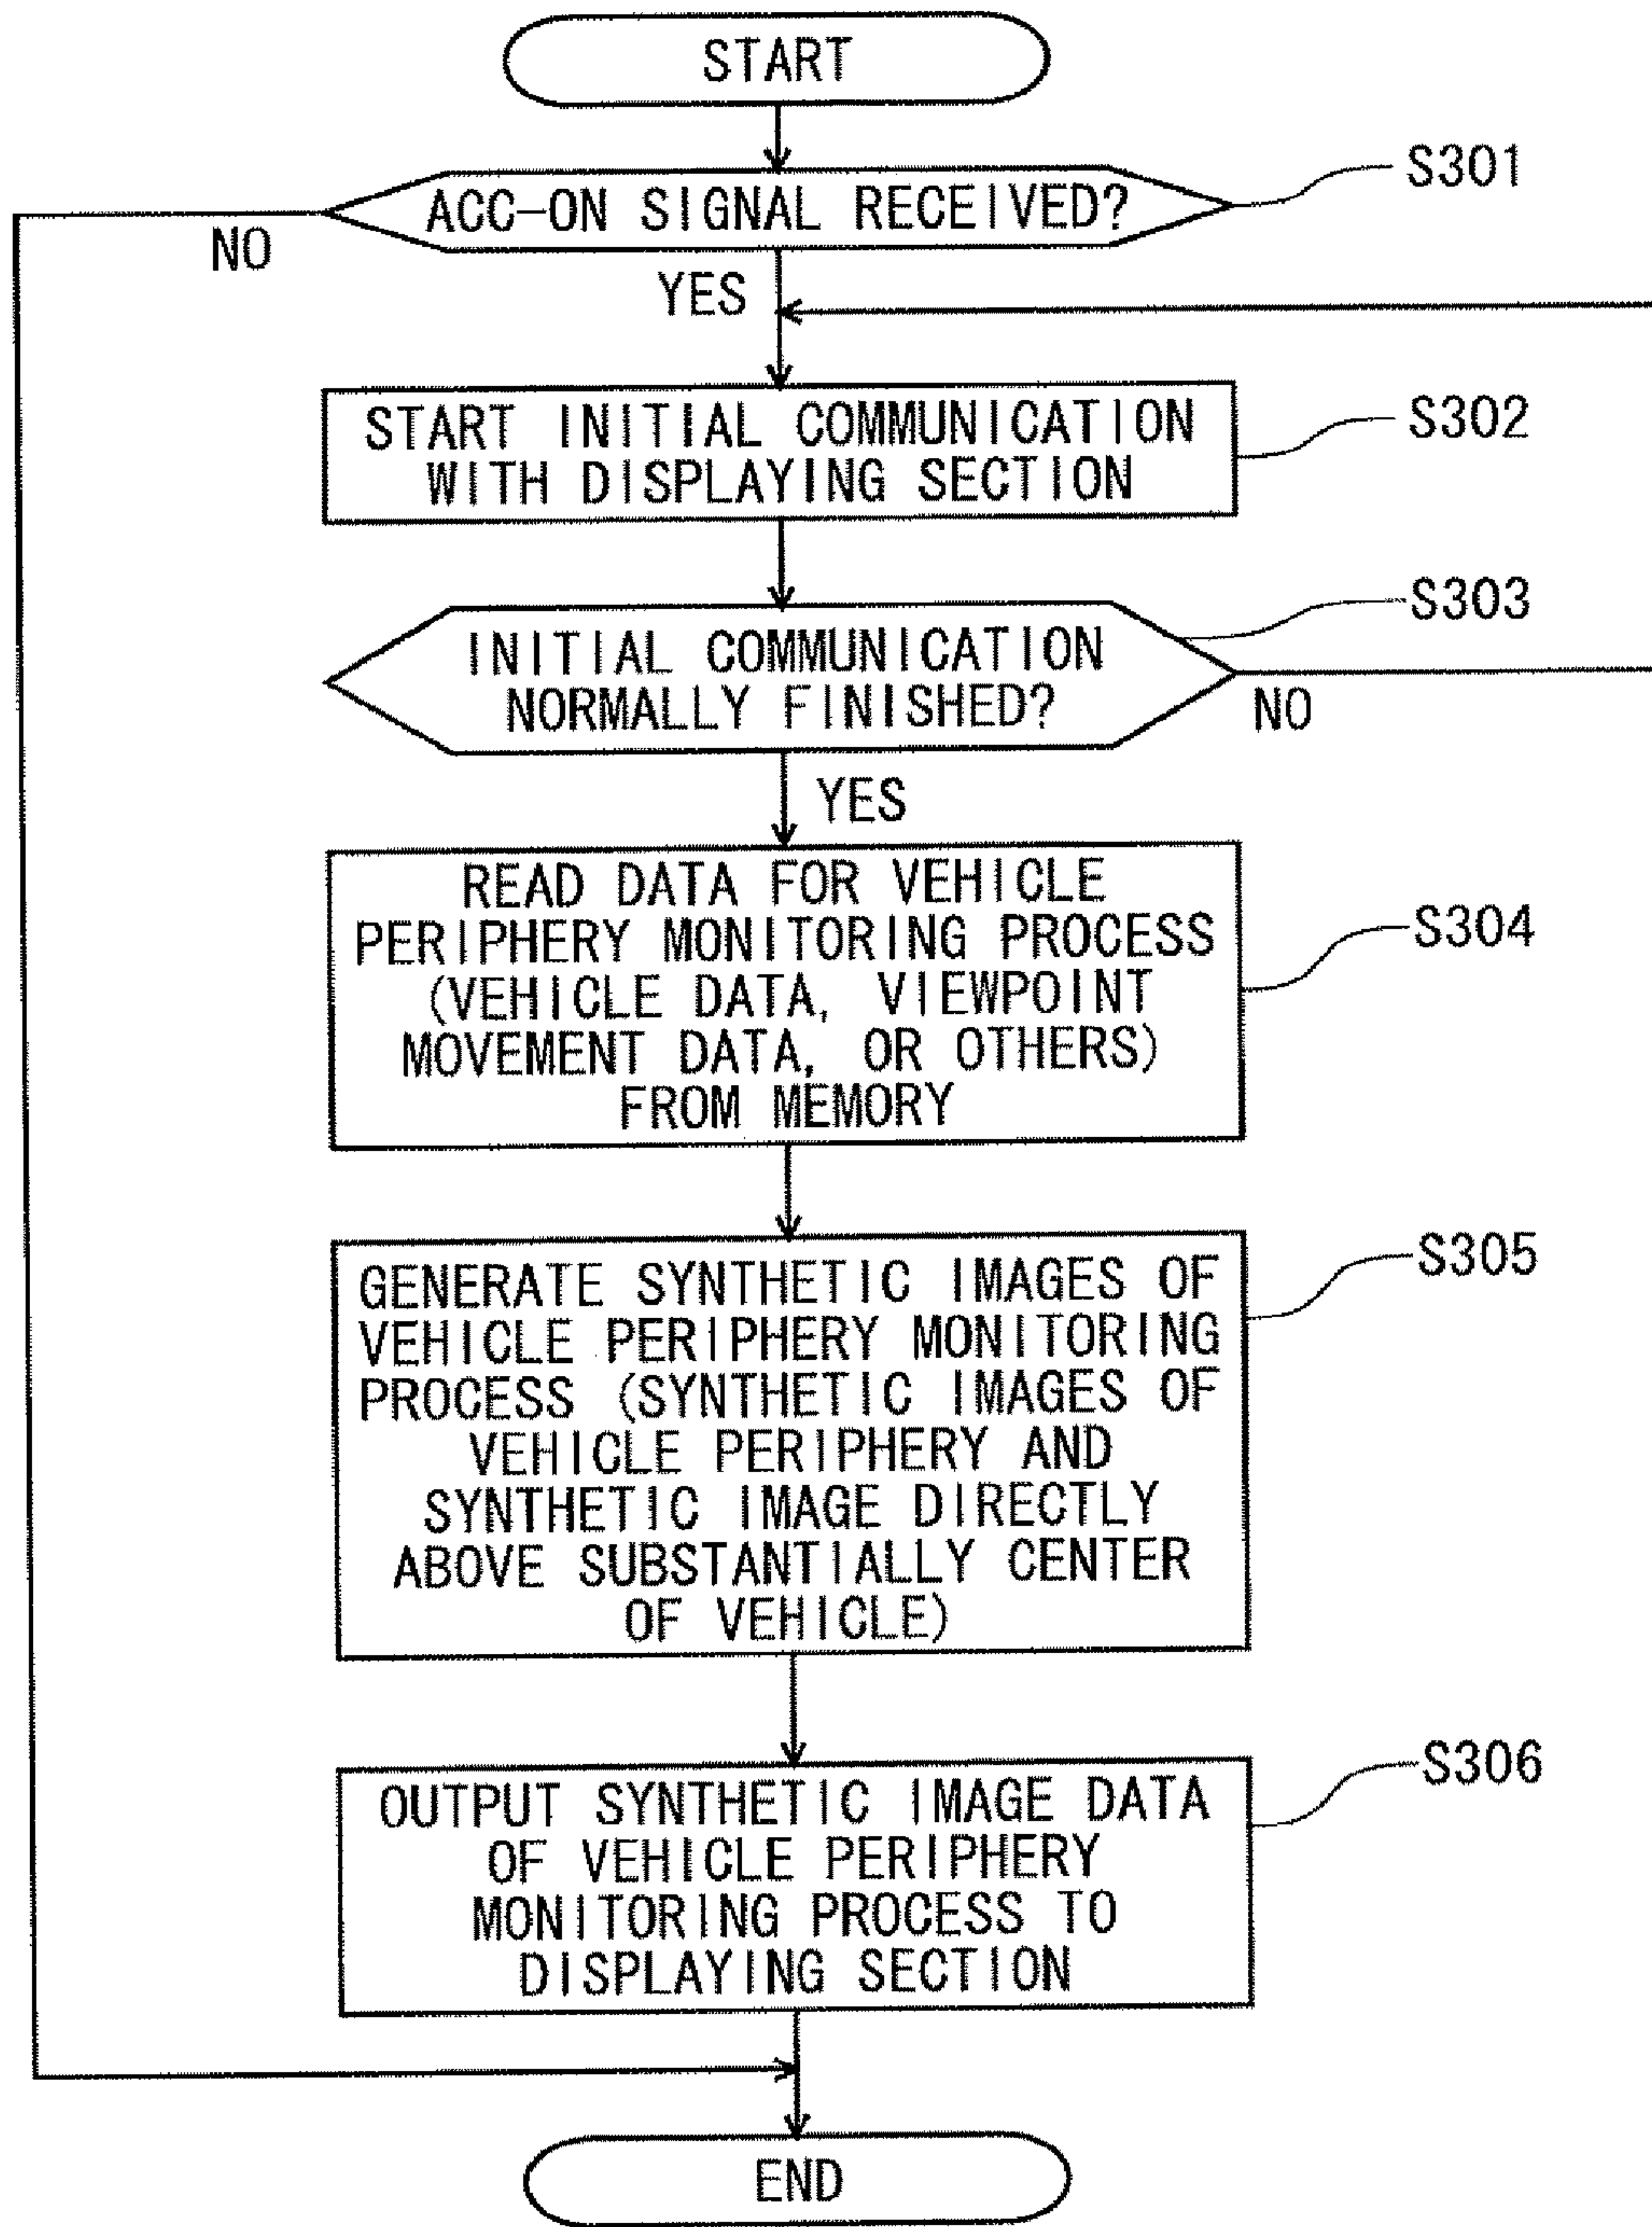 START
ACC-ON SIGNAL RECEIVED?
S301
NO
YES
START INITIAL COMMUNICATION
WITH DISPLAYING SECTION
S302
INITIAL COMMUNICATION
NORMALLY FINISHED?
S303
NO
YES
READ DATA FOR VEHICLE
PERIPHERY MONITORING PROCESS
(VEHICLE DATA, VIEWPOINT
MOVEMENT DATA, OR OTHERS)
FROM MEMORY
S304
GENERATE SYNTHETIC IMAGES OF
VEHICLE PERIPHERY MONITORING
PROCESS (SYNTHETIC IMAGES OF
VEHICLE PERIPHERY AND
SYNTHETIC IMAGE DIRECTLY
ABOVE SUBSTANTIALLY CENTER
OF VEHICLE)
S305
OUTPUT SYNTHETIC IMAGE DATA
OF VEHICLE PERIPHERY
MONITORING PROCESS TO
DISPLAYING SECTION
S306
END